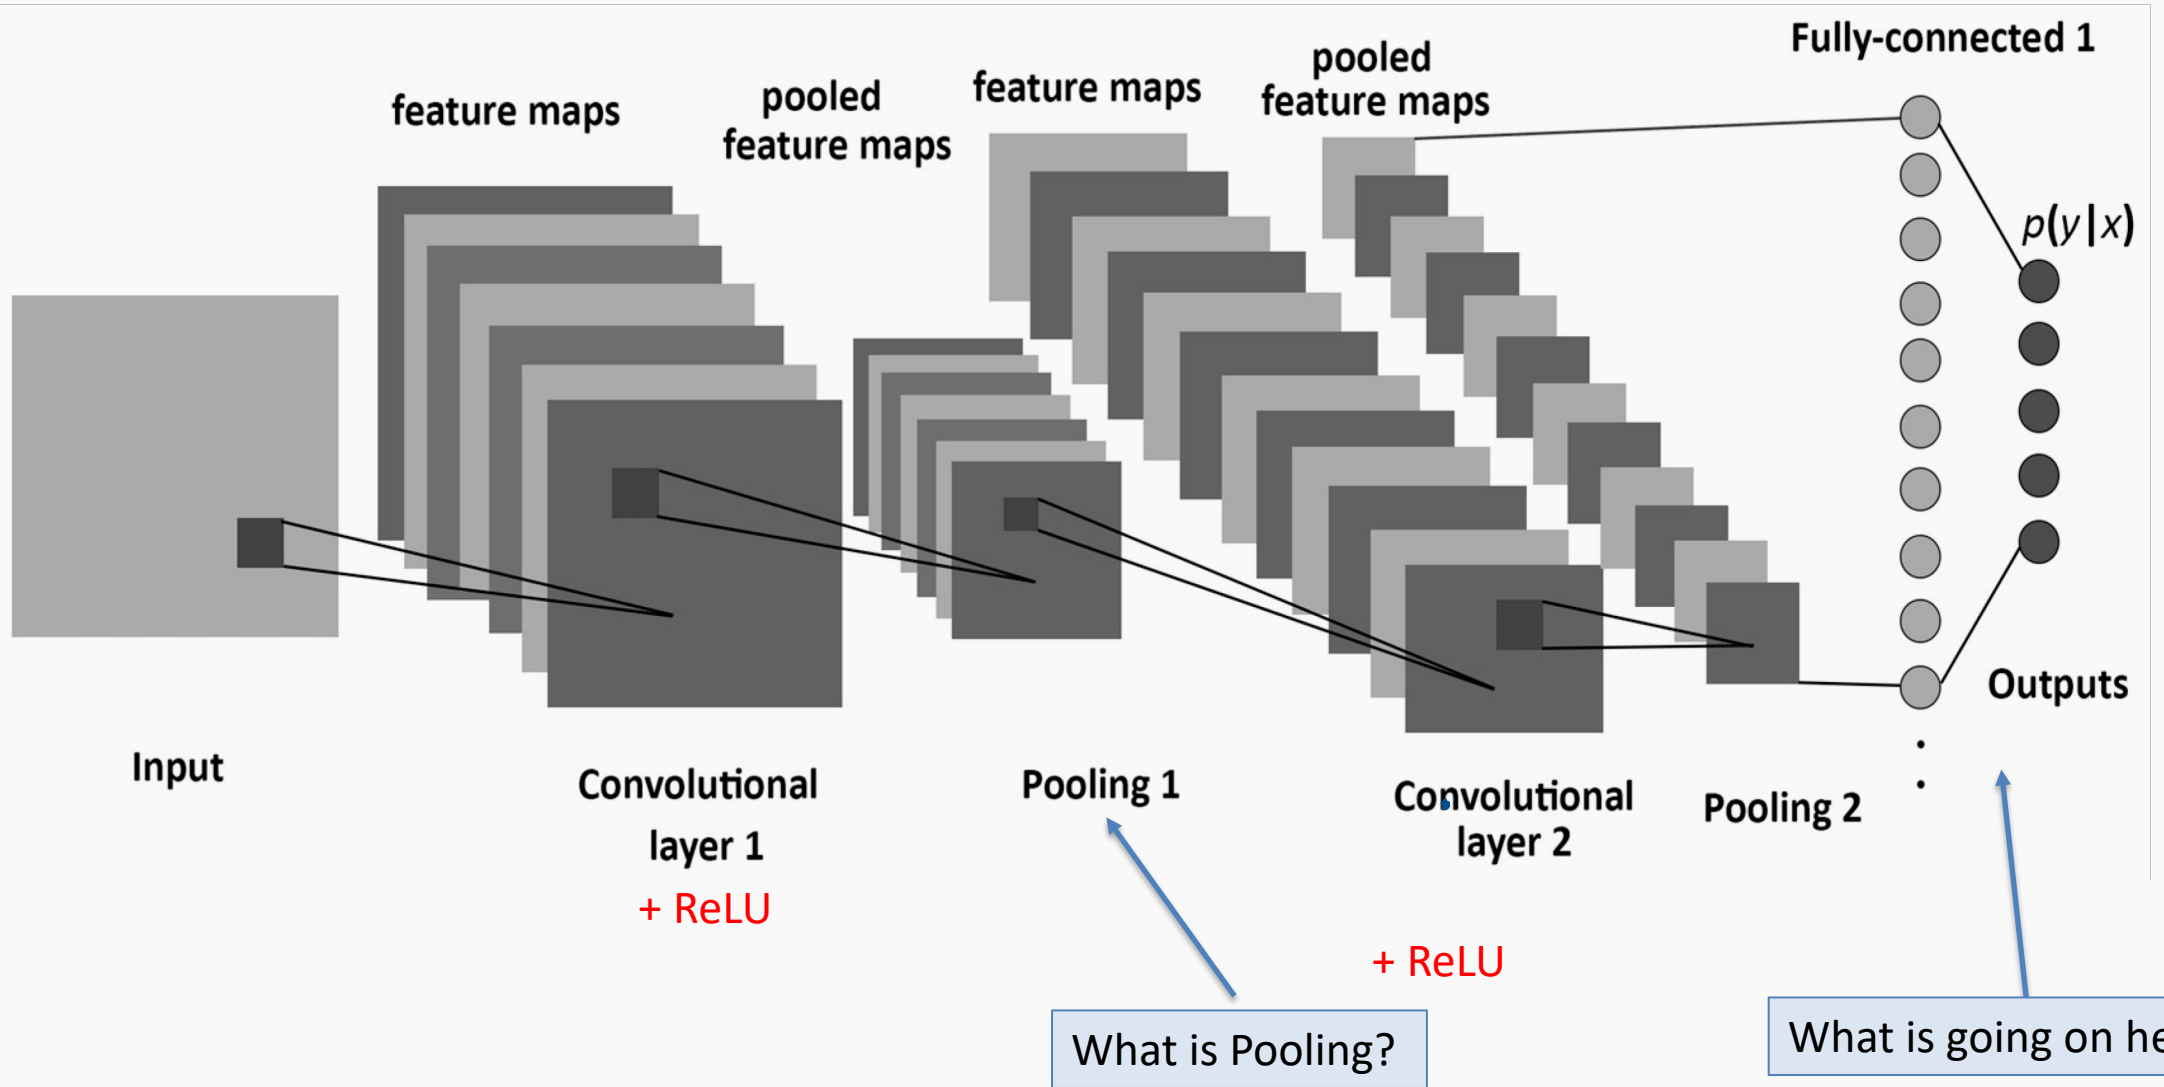 Fully-connected 1
feature maps
pooled
feature maps
feature maps
pooled
feature maps
p(y|x)
Outputs
Input
Convolutional
layer 1
+ ReLU
Pooling 1
Convolutional
layer 2
+ ReLU
Pooling 2
What is Pooling?
What is going on he